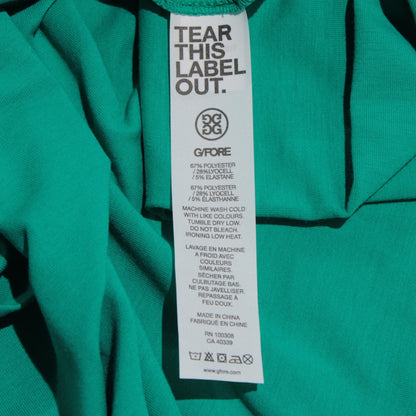 TEAR
THIS
LABEL
OUT.
G/FORE
67% POLYESTER
/ 28%LYOCELL
/ 5% ELASTANE
67% POLYESTER
/ 28%LYOCELL
/ 5% ELASTHANNE
MACHINE WASH COLD
WITH LIKE COLOURS.
TUMBLE DRY LOW.
DO NOT BLEACH.
IRONING LOW HEAT.
LAVAGE EN MACHINE
A FROID AVEC
COULEURS
SIMILAIRES.
SÉCHER PAR
CULBUTAGE BAS.
NE PAS JAVELLISER.
REPASSAGE À
FEU DOUX.
MADE IN CHINA
FABRIQUÉ EN CHINE
RN 100308
CA 40339
www.gfore.com